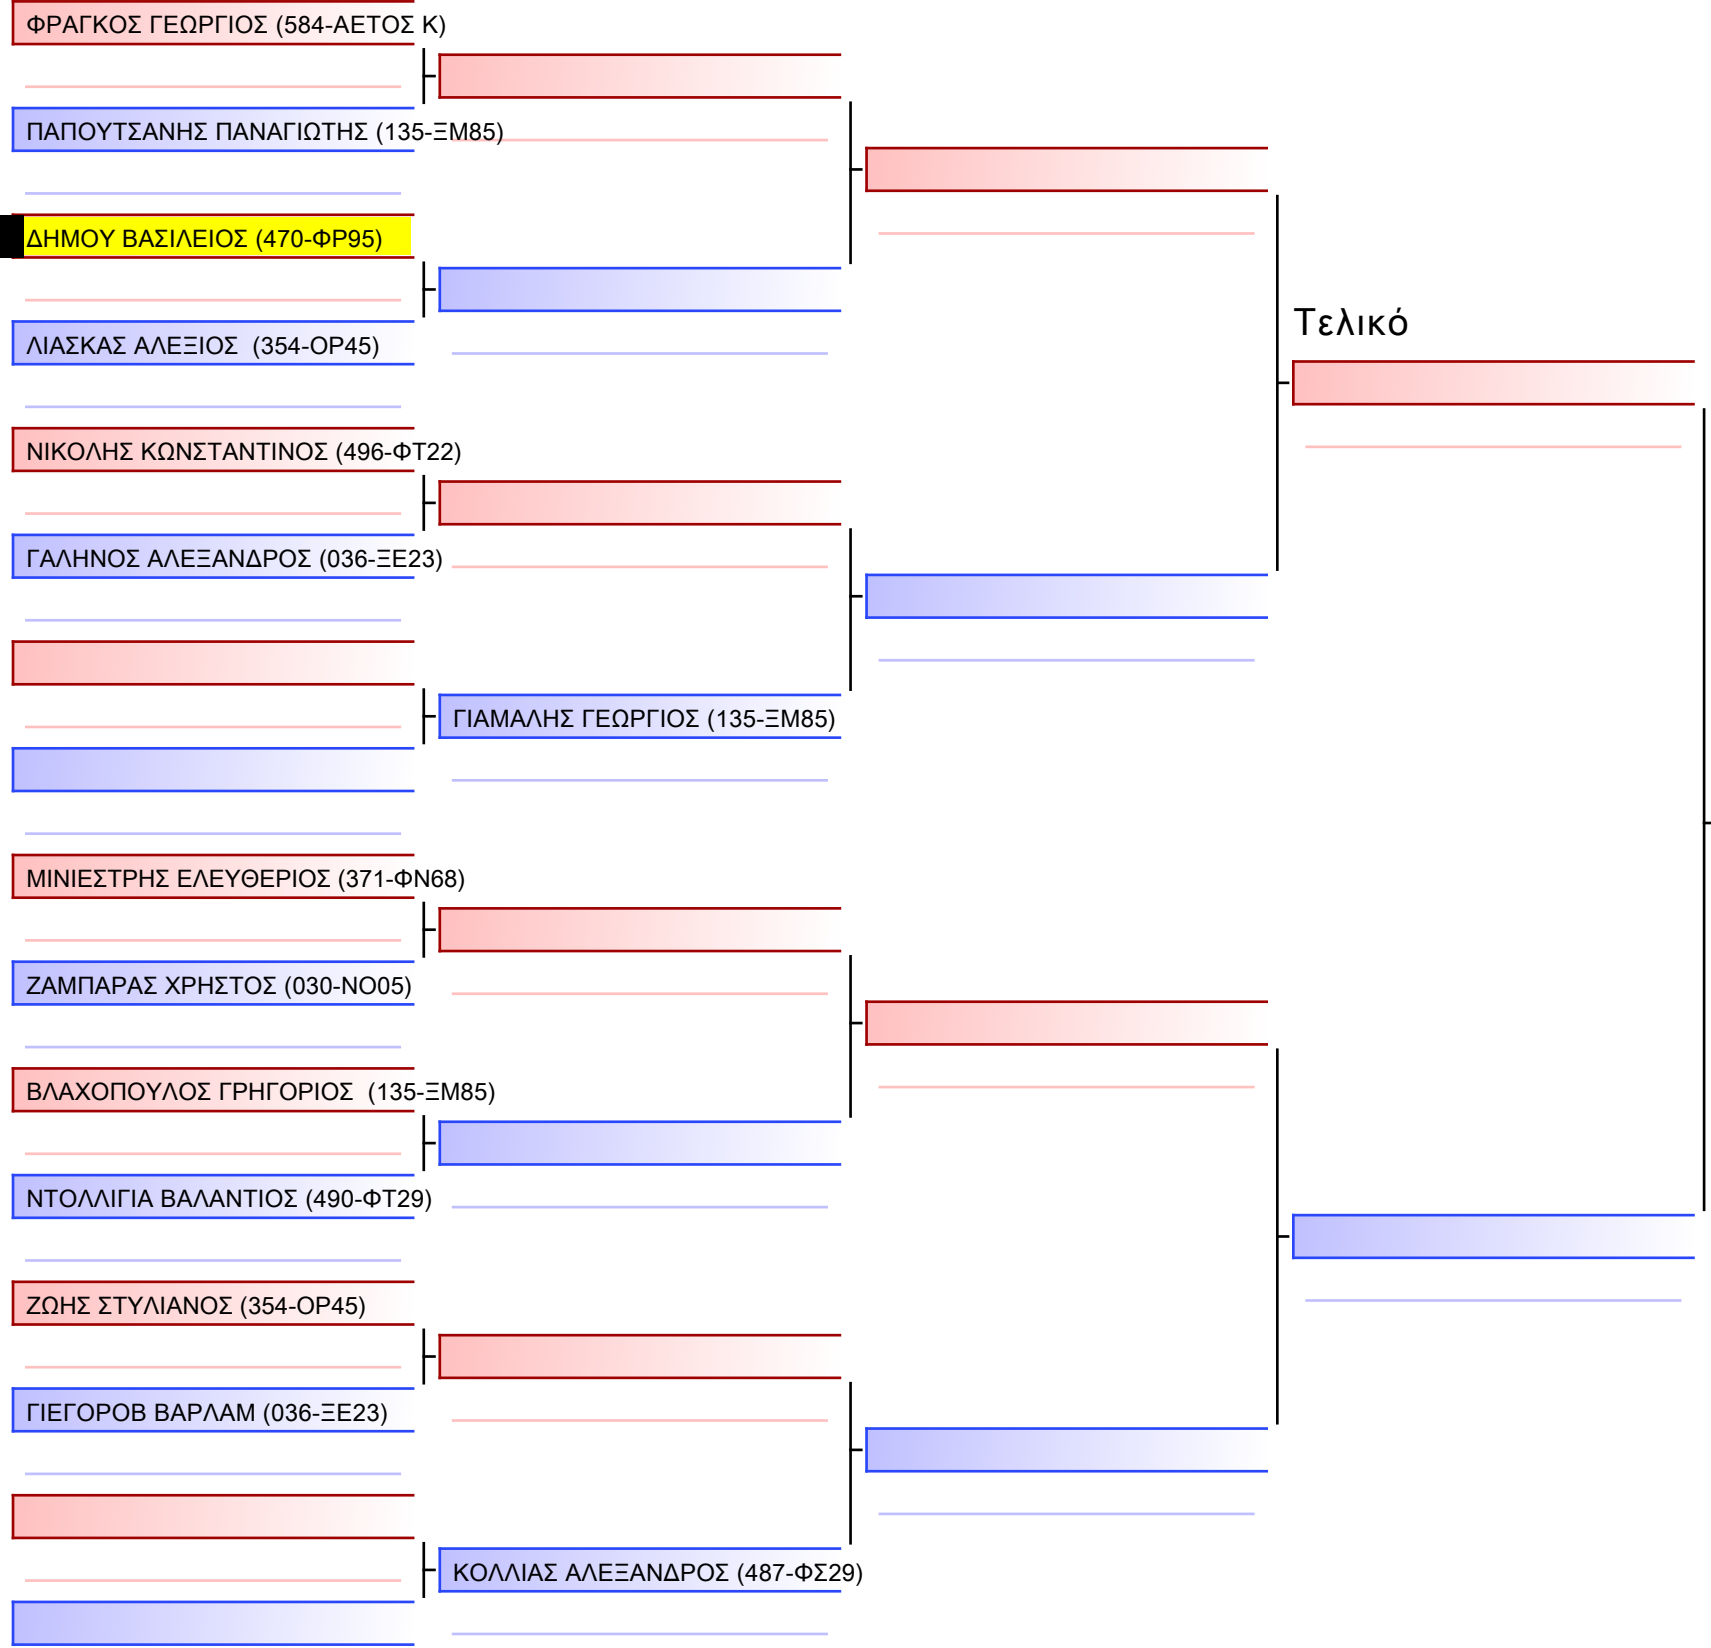 ΦΡΑΓΚΟΣ ΓΕΩΡΓΙΟΣ (584-ΑΕΤΟΣ Κ)
ΠΑΠΟΥΤΣΑΝΗΣ ΠΑΝΑΓΙΩΤΗΣ (135-ΞΜ85)
ΔΗΜΟΥ ΒΑΣΙΛΕΙΟΣ (470-ΦΡ95)
Τελικό
ΛΙΑΣΚΑΣ ΑΛΕΞΙΟΣ (354-ΟΡ45)
ΝΙΚΟΛΗΣ ΚΩΝΣΤΑΝΤΙΝΟΣ (496-ΦΤ22)
ΓΑΛΗΝΟΣ ΑΛΕΞΑΝΔΡΟΣ (036-ΞΕ23)
ΓΙΑΜΑΛΗΣ ΓΕΩΡΓΙΟΣ (135-ΞΜ85)
ΜΙΝΙΕΣΤΡΗΣ ΕΛΕΥΘΕΡΙΟΣ (371-ΦΝ68)
ΖΑΜΠΑΡΑΣ ΧΡΗΣΤΟΣ (030-ΝΟ05)
ΒΛΑΧΟΠΟΥΛΟΣ ΓΡΗΓΟΡΙΟΣ (135-ΞΜ85)
ΝΤΟΛΛΙΓΙΑ ΒΑΛΑΝΤΙΟΣ (490-ΦΤ29)
ΖΩΗΣ ΣΤΥΛΙΑΝΟΣ (354-ΟΡ45)
ΓΙΕΓΟΡΟΒ ΒΑΡΛΑΜ (036-ΞΕ23)
ΚΟΛΛΙΑΣ ΑΛΕΞΑΝΔΡΟΣ (487-ΦΣ29)